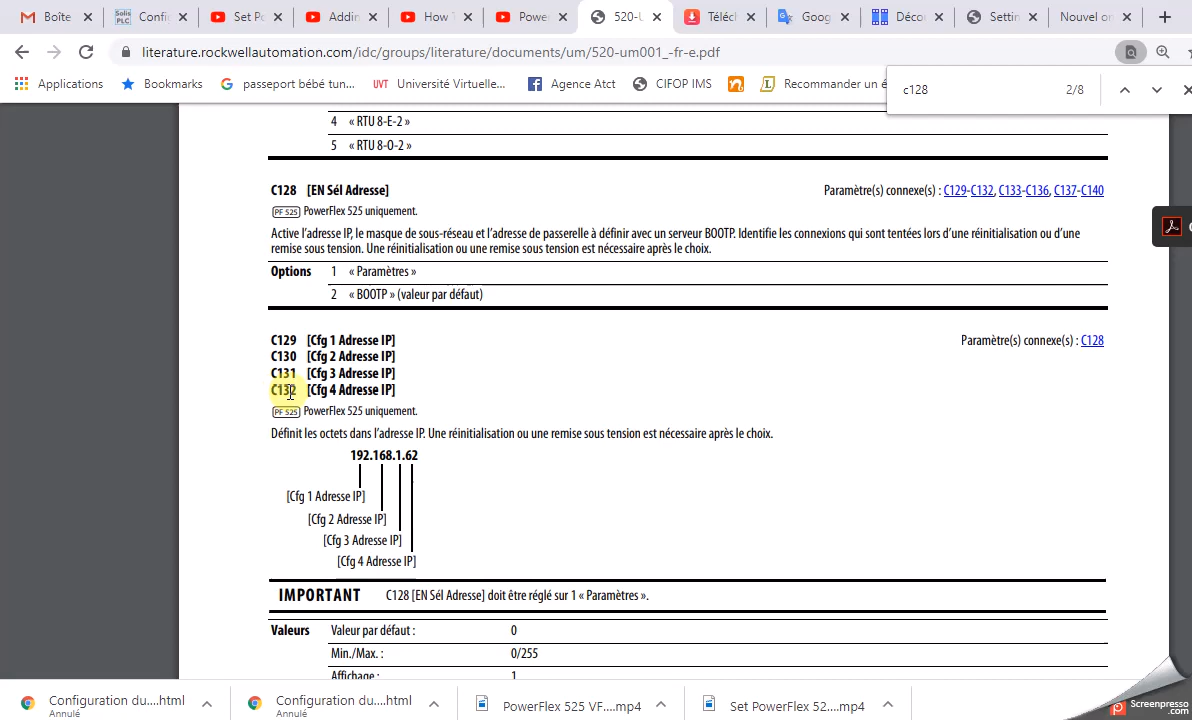 Boîte
Confi
Set Po
Addin
How T
Power
520-U
Téléch
Goog
Décor
Settin
Nouvel on
literature.rockwellautomation.com/idc/groups/literature/documents/um/520-um001_-fr-e.pdf
Applications
Bookmarks
passeport bébé tun...
UVT Université Virtuelle...
Agence Atct
CIFOP IMS
Recommander un é
c128 2/8
4 « RTU 8-E-2 »
5 « RTU 8-O-2 »
C128 [EN Sél Adresse] Paramètre(s) connexe(s) : C129-C132, C133-C136, C137-C140
PF 525 PowerFlex 525 uniquement.
Active l'adresse IP, le masque de sous-réseau et l'adresse de passerelle à définir avec un serveur BOOTP. Identifie les connexions qui sont tentées lors d'une réinitialisation ou d'une
remise sous tension. Une réinitialisation ou une remise sous tension est nécessaire après le choix.
Options 1 « Paramètres »
2 « BOOTP » (valeur par défaut)
C129 [Cfg 1 Adresse IP] Paramètre(s) connexe(s) : C128
C130 [Cfg 2 Adresse IP]
C131 [Cfg 3 Adresse IP]
C132 [Cfg 4 Adresse IP]
PF 525 PowerFlex 525 uniquement.
Définit les octets dans l'adresse IP. Une réinitialisation ou une remise sous tension est nécessaire après le choix.
192.168.1.62
[Cfg 1 Adresse IP]
[Cfg 2 Adresse IP]
[Cfg 3 Adresse IP]
[Cfg 4 Adresse IP]
IMPORTANT C128 [EN Sél Adresse] doit être réglé sur 1 « Paramètres ».
Valeurs Valeur par défaut : 0
Min./Max. : 0/255
Affichage : 1
Configuration du....html
Annulé
Configuration du....html
Annulé
PowerFlex 525 VF....mp4
Set PowerFlex 52....mp4
Screenpresso
.com